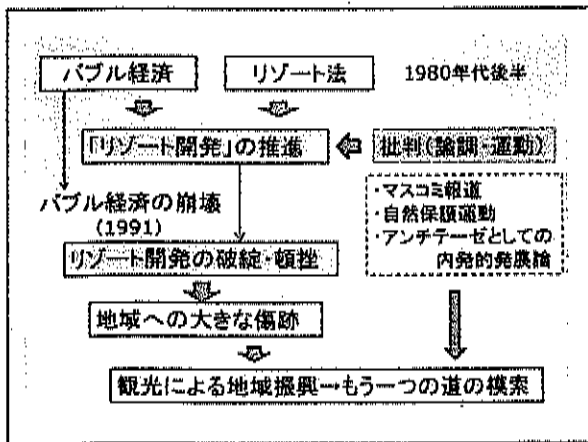 バブル経済
リゾート法
1980年代後半
「リゾート開発」の推進
批判(論調・運動)
・マスコミ報道
・自然保護運動
・アンチテーゼとしての
内発的発展論
バブル経済の崩壊
(1991)
リゾート開発の破綻・頓挫
地域への大きな傷跡
観光による地域振興→もう一つの道の模索